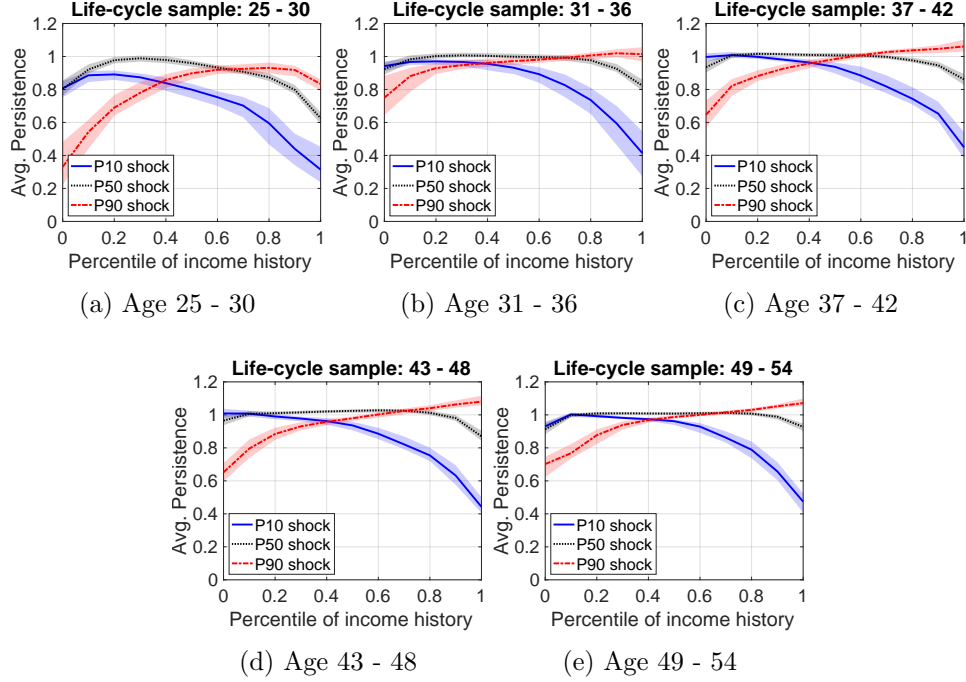 Life-cycle sample: 25 - 30
Avg. Persistence
1.2
1
0.8
0.6
0.4
0.2
0
P10 shock
P50 shock
P90 shock
0 0.2 0.4 0.6 0.8 1
Percentile of income history
(a) Age 25 - 30
Life-cycle sample: 31 - 36
Avg. Persistence
1.2
1
0.8
0.6
0.4
0.2
0
P10 shock
P50 shock
P90 shock
0 0.2 0.4 0.6 0.8 1
Percentile of income history
(b) Age 31 - 36
Life-cycle sample: 37 - 42
Avg. Persistence
1.2
1
0.8
0.6
0.4
0.2
0
P10 shock
P50 shock
P90 shock
0 0.2 0.4 0.6 0.8 1
Percentile of income history
(c) Age 37 - 42
Life-cycle sample: 43 - 48
Avg. Persistence
1.2
1
0.8
0.6
0.4
0.2
0
P10 shock
P50 shock
P90 shock
0 0.2 0.4 0.6 0.8 1
Percentile of income history
(d) Age 43 - 48
Life-cycle sample: 49 - 54
Avg. Persistence
1.2
1
0.8
0.6
0.4
0.2
0
P10 shock
P50 shock
P90 shock
0 0.2 0.4 0.6 0.8 1
Percentile of income history
(e) Age 49 - 54